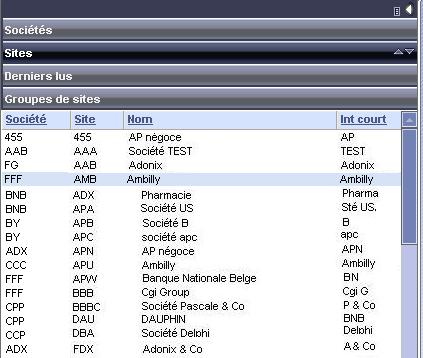 Sociétés
Sites
Derniers lus
Groupes de sites
Société Site Nom Int court
455 455 AP négoce AP
AAB AAA Société TEST TEST
FG AAB Adonix Adonix
FFF AMB Ambilly Ambilly
BNB ADX Pharmacie Pharma
BNB APA Société US Sté US.
BY APB Société B B
BY APC société apc apc
ADX APN AP négoce APN
CCC APU Ambilly Ambilly
FFF APW Banque Nationale Belge BN
FFF BBB Cgi Group Cgi G
CPP BBBC Société Pascale & Co P & Co
CPP DAU DAUPHIN BNB
CCP DBA Société Delphi Delphi
ADX FDX Adonix & Co A & Co